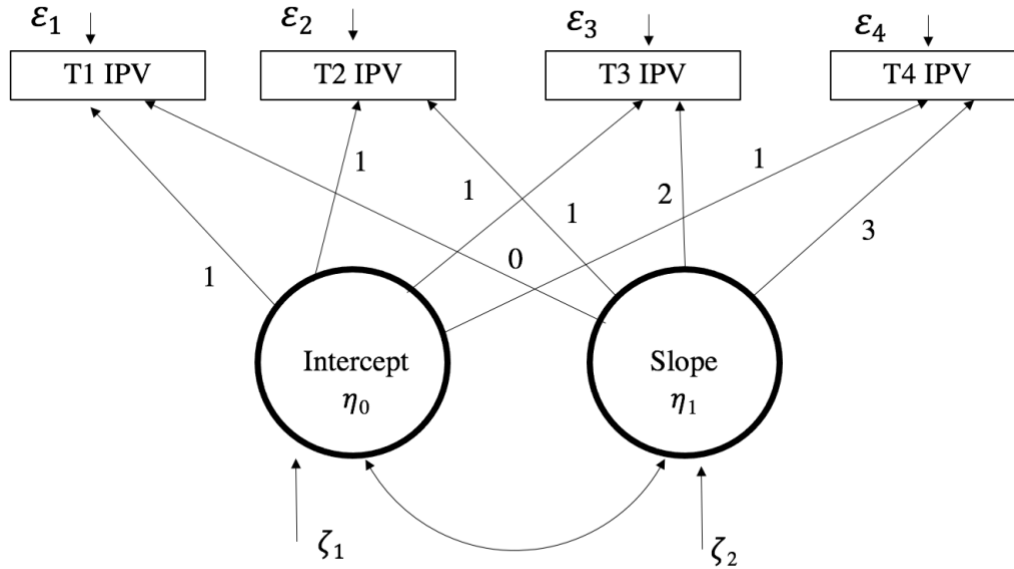 ε₁ ε₂ ε₃ ε₄
T1 IPV T2 IPV T3 IPV T4 IPV
1 1 1 1 2 1 3
0
Intercept Slope
η₀ η₁
ζ₁ ζ₂